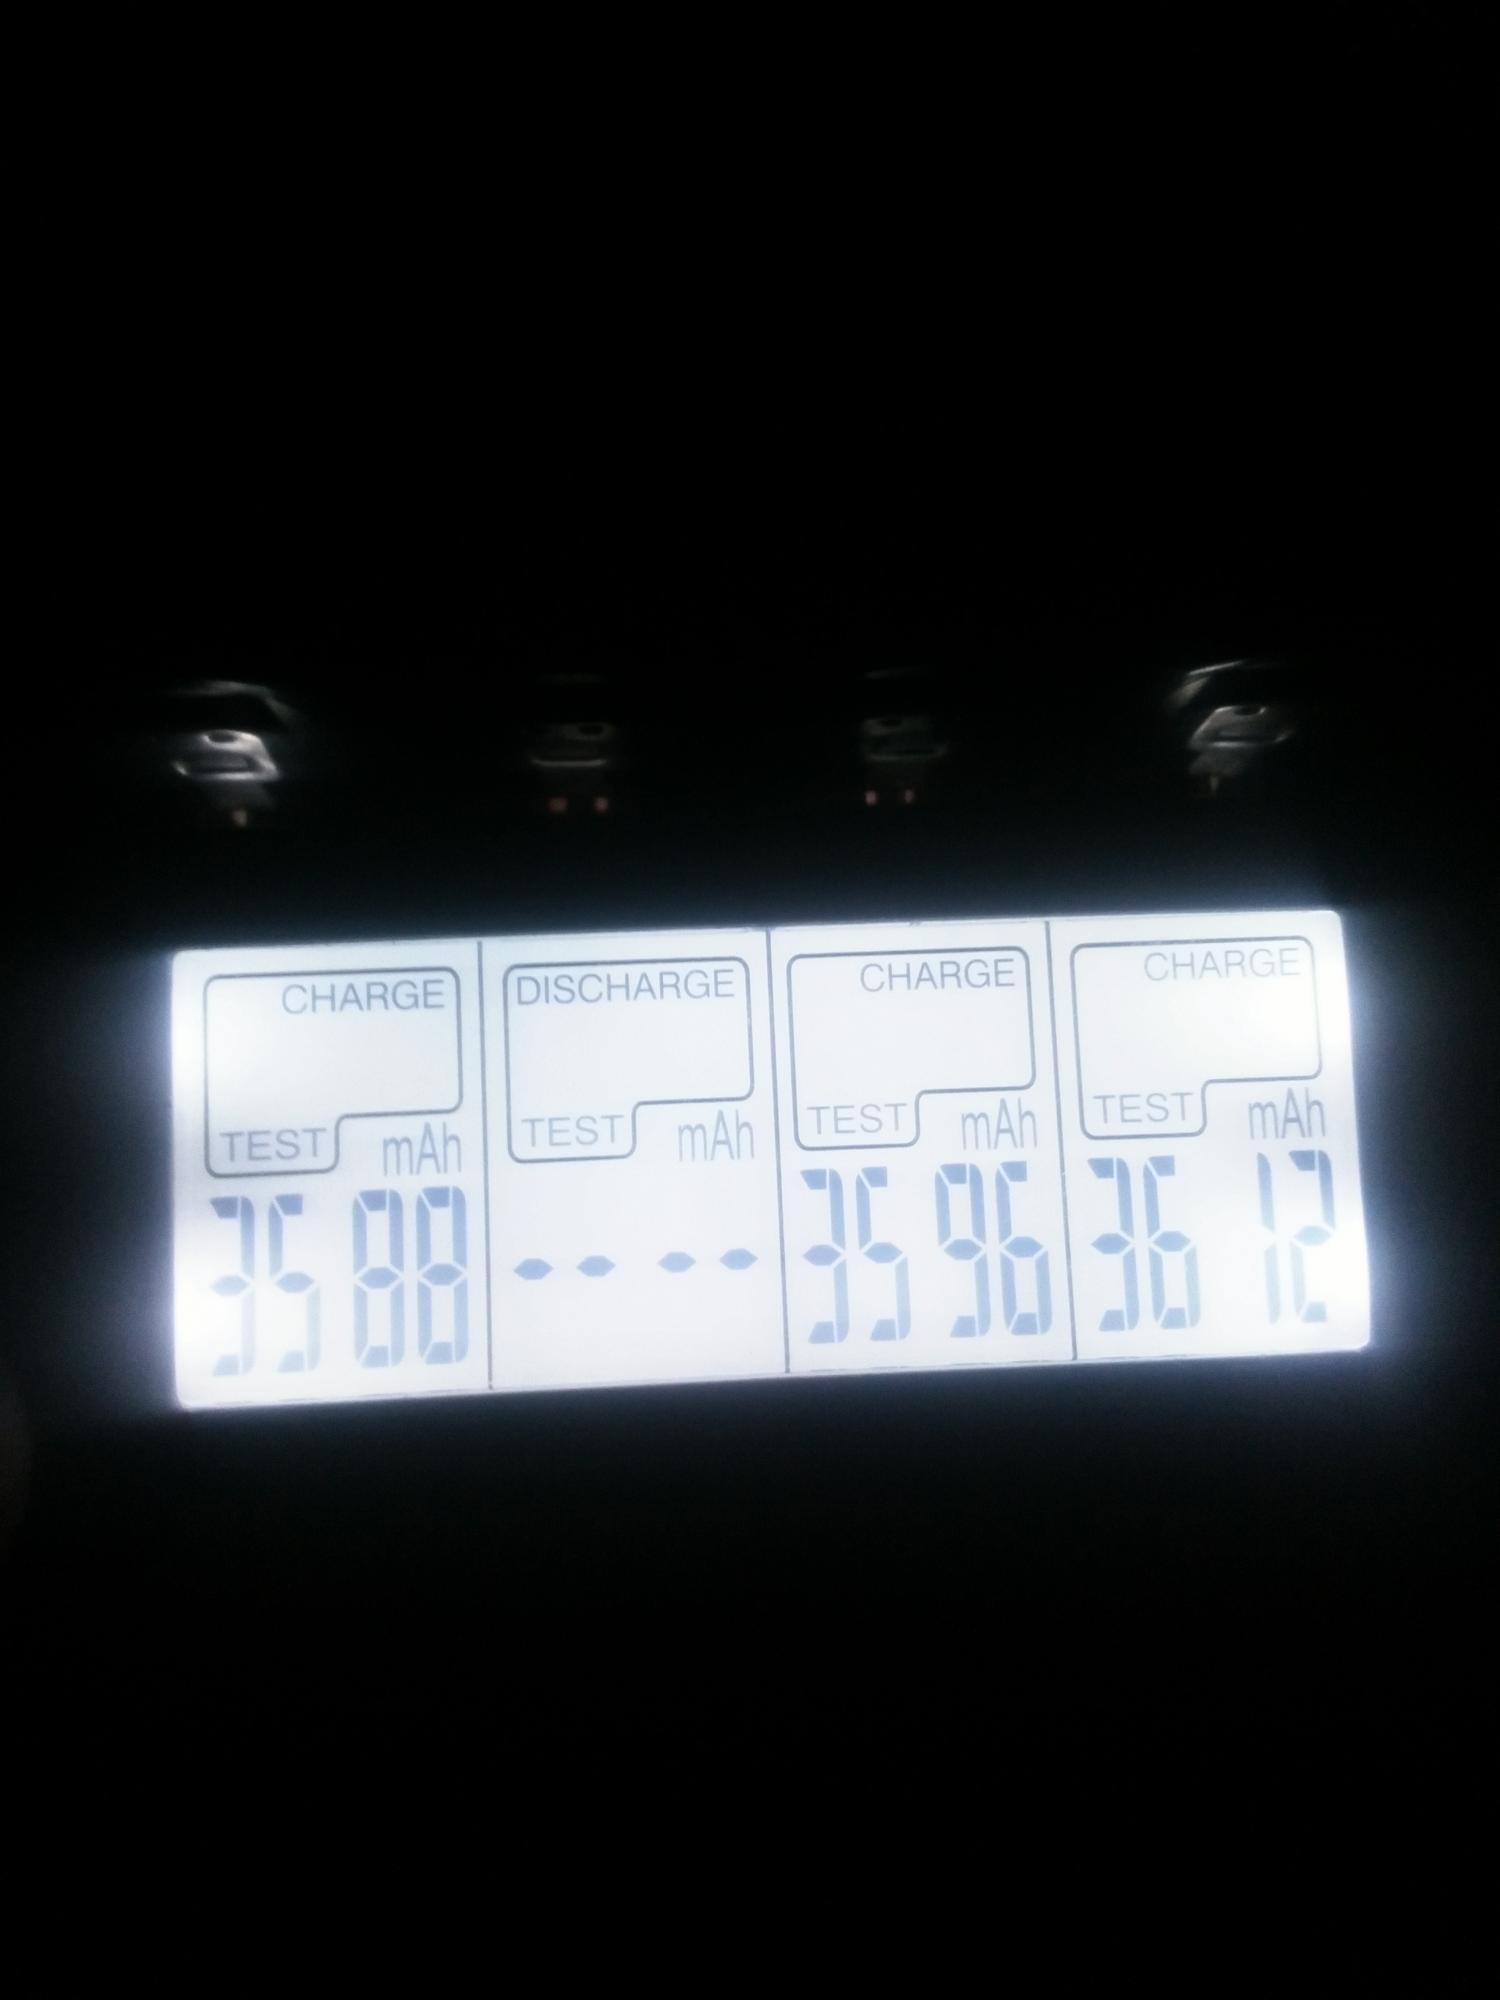 CHARGE DISCHARGE CHARGE CHARGE
TEST mAh TEST mAh TEST mAh TEST mAh
3588 ---- 3596 3612